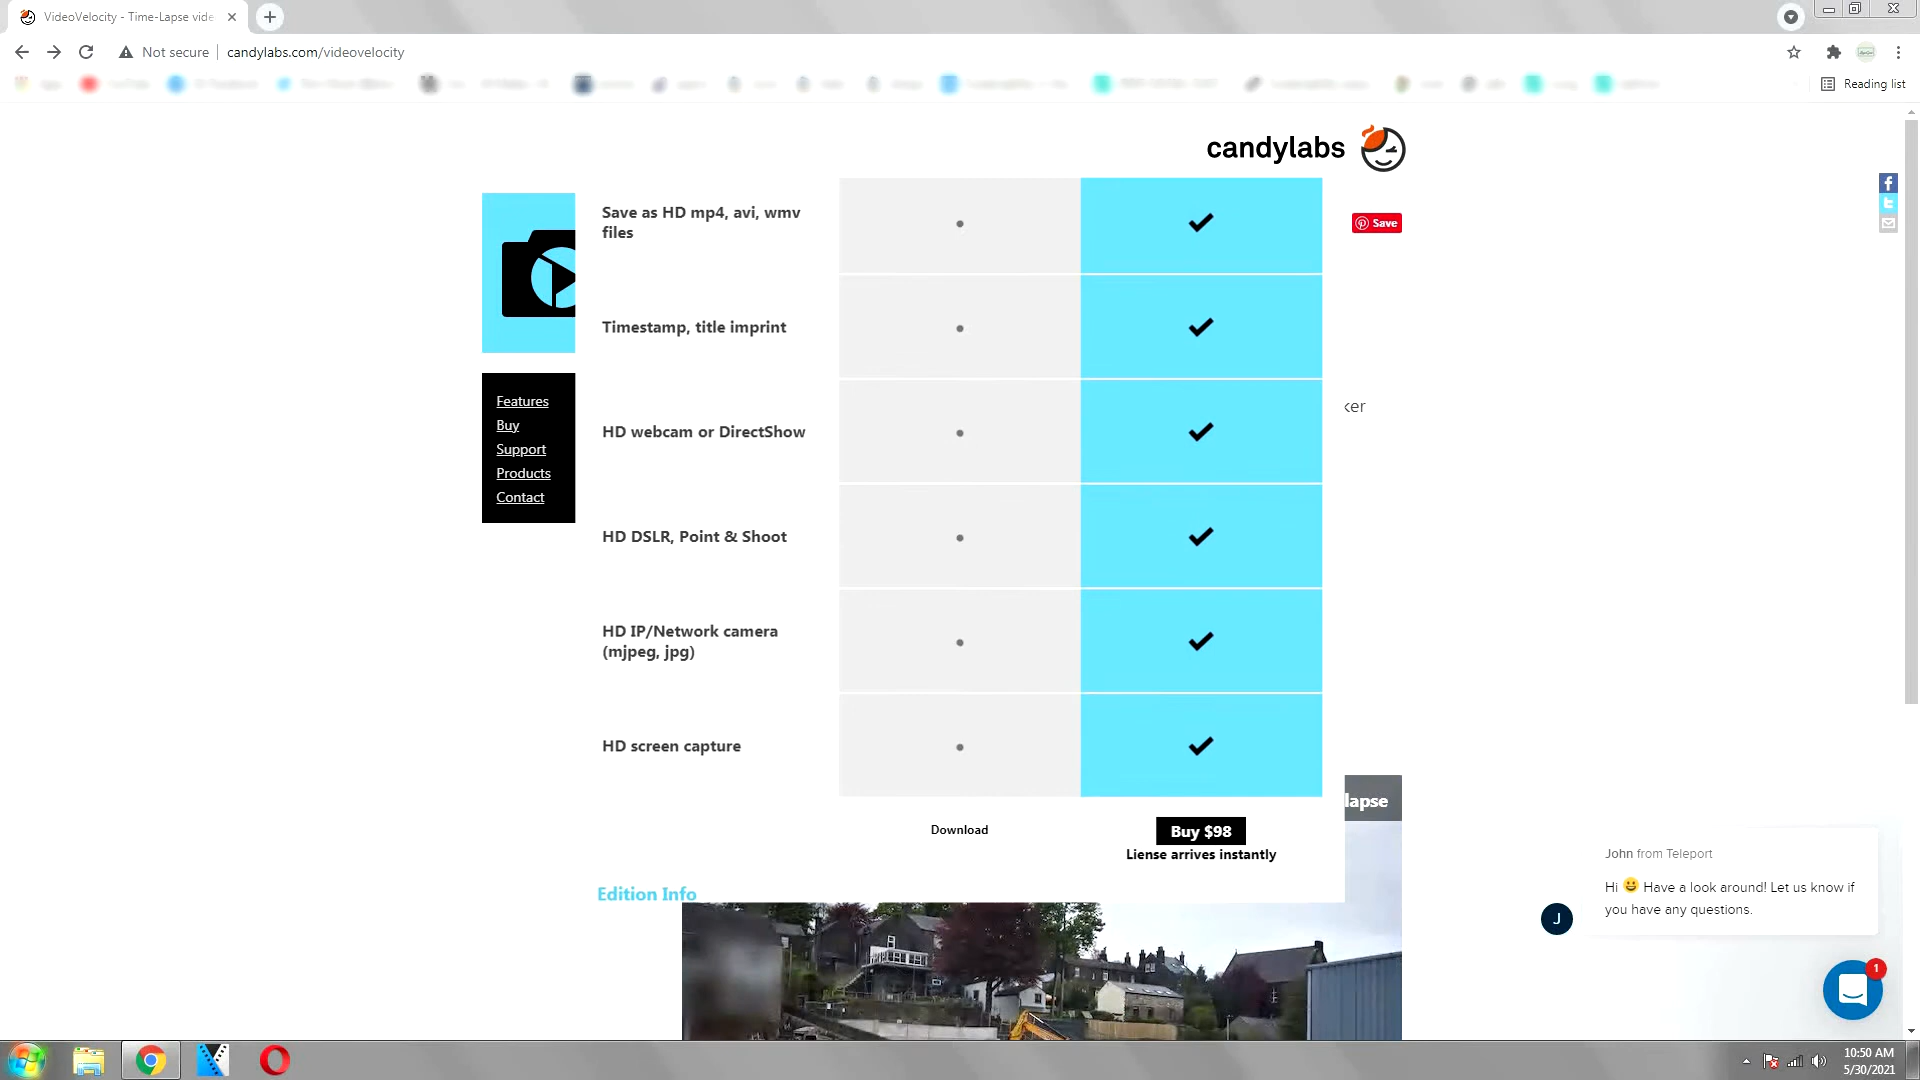 VideoVelocity - Time-Lapse vide
Not secure
candylabs.com/videovelocity
Reading list
candylabs
Save as HD mp4, avi, wmv
files
Save
Timestamp, title imprint
Features
Buy
Support
Products
Contact
ker
HD webcam or DirectShow
HD DSLR, Point & Shoot
HD IP/Network camera
(mjpeg, jpg)
HD screen capture
lapse
Download
Buy $98
Liense arrives instantly
Edition Info
John from Teleport
Hi 😀 Have a look around! Let us know if
you have any questions.
J
1
10:50 AM
5/30/2021